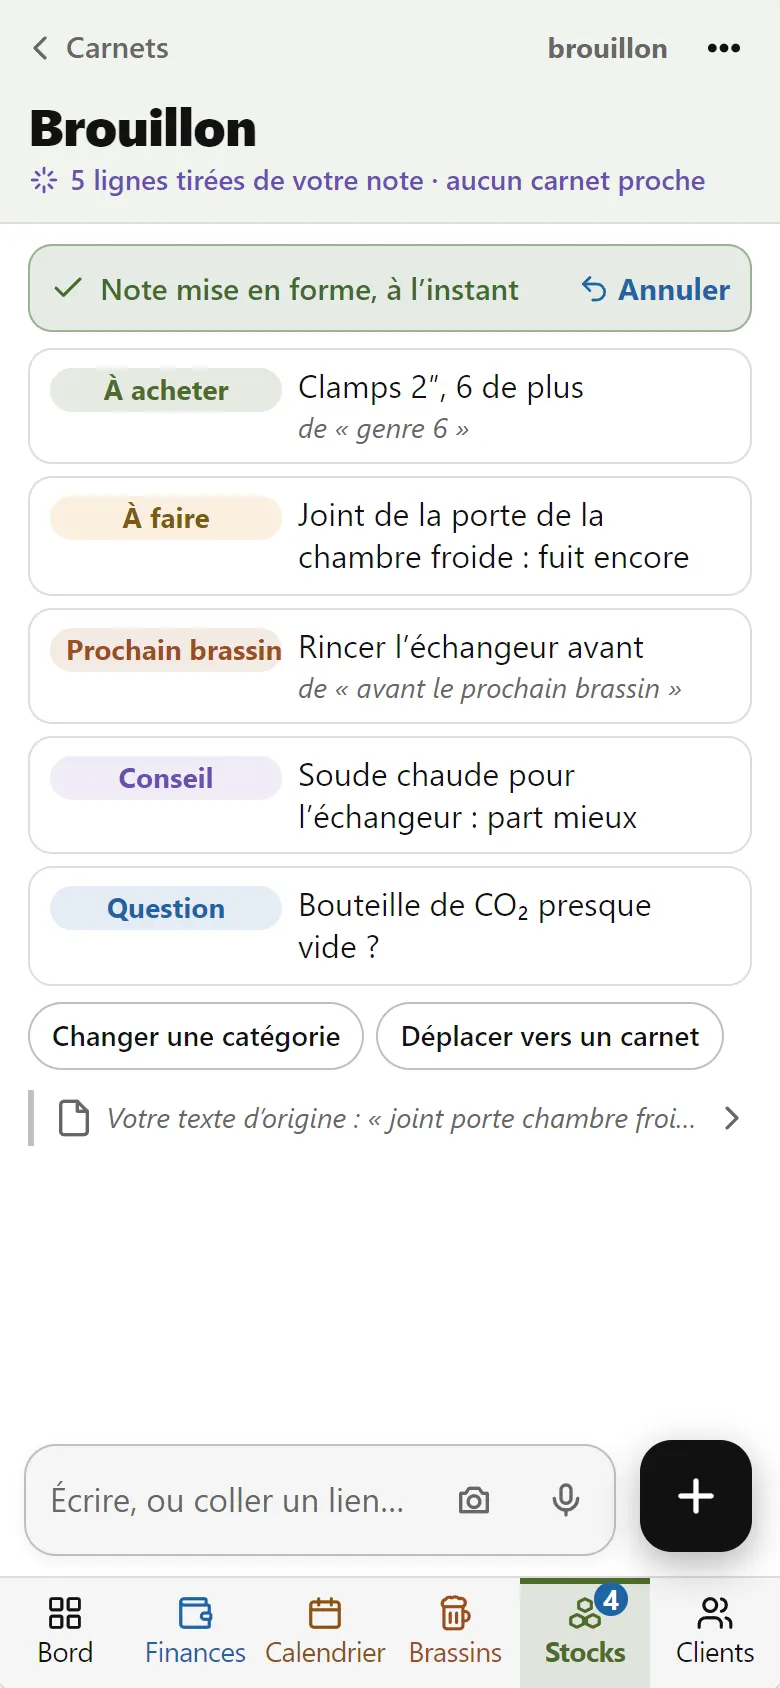 Carnets
brouillon
Brouillon
5 lignes tirées de votre note · aucun carnet proche
Note mise en forme, à l’instant
Annuler
À acheter
Clamps 2″, 6 de plus
de « genre 6 »
À faire
Joint de la porte de la
chambre froide : fuit encore
Prochain brassin
Rincer l’échangeur avant
de « avant le prochain brassin »
Conseil
Soude chaude pour
l’échangeur : part mieux
Question
Bouteille de CO₂ presque
vide ?
Changer une catégorie
Déplacer vers un carnet
Votre texte d’origine : « joint porte chambre froi…
Écrire, ou coller un lien…
4
Bord
Finances
Calendrier
Brassins
Stocks
Clients